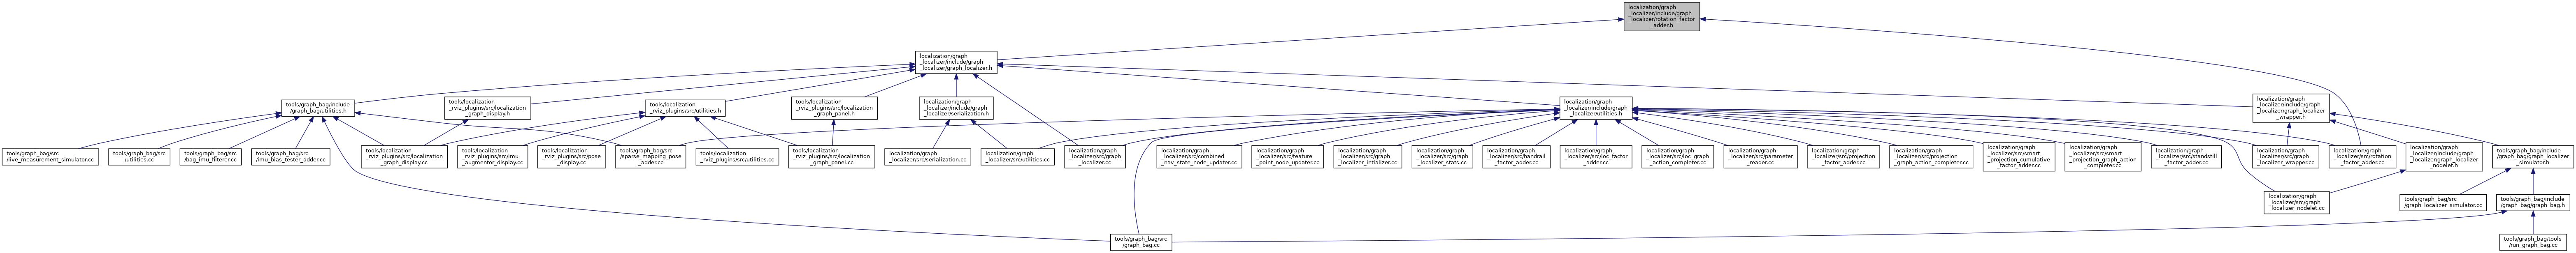 localization/graph
_localizer/include/graph
_localizer/rotation_factor
_adder.h
localization/graph
_localizer/include/graph
_localizer/graph_localizer.h
tools/graph_bag/include
/graph_bag/utilities.h
tools/localization
_rviz_plugins/src/localization
_graph_display.h
tools/localization
_rviz_plugins/src/utilities.h
tools/localization
_rviz_plugins/src/localization
_graph_panel.h
localization/graph
_localizer/include/graph
_localizer/serialization.h
localization/graph
_localizer/include/graph
_localizer/utilities.h
localization/graph
_localizer/include/graph
_localizer/graph_localizer
_wrapper.h
tools/graph_bag/src
/live_measurement_simulator.cc
tools/graph_bag/src
/utilities.cc
tools/graph_bag/src
/bag_imu_filterer.cc
tools/graph_bag/src
/imu_bias_tester_adder.cc
tools/localization
_rviz_plugins/src/localization
_graph_display.cc
tools/localization
_rviz_plugins/src/imu
_augmentor_display.cc
tools/localization
_rviz_plugins/src/pose
_display.cc
tools/graph_bag/src
/sparse_mapping_pose
_adder.cc
tools/localization
_rviz_plugins/src/utilities.cc
tools/localization
_rviz_plugins/src/localization
_graph_panel.cc
localization/graph
_localizer/src/serialization.cc
localization/graph
_localizer/src/utilities.cc
localization/graph
_localizer/src/graph
_localizer.cc
localization/graph
_localizer/src/combined
_nav_state_node_updater.cc
localization/graph
_localizer/src/feature
_point_node_updater.cc
localization/graph
_localizer/src/graph
_localizer_intializer.cc
localization/graph
_localizer/src/graph
_localizer_stats.cc
localization/graph
_localizer/src/handrail
_factor_adder.cc
localization/graph
_localizer/src/loc_factor
_adder.cc
localization/graph
_localizer/src/loc_graph
_action_completer.cc
localization/graph
_localizer/src/parameter
_reader.cc
localization/graph
_localizer/src/projection
_factor_adder.cc
localization/graph
_localizer/src/projection
_graph_action_completer.cc
localization/graph
_localizer/src/smart
_projection_cumulative
_factor_adder.cc
localization/graph
_localizer/src/smart
_projection_graph_action
_completer.cc
localization/graph
_localizer/src/standstill
_factor_adder.cc
localization/graph
_localizer/src/graph
_localizer_wrapper.cc
localization/graph
_localizer/src/rotation
_factor_adder.cc
localization/graph
_localizer/include/graph
_localizer/graph_localizer
_nodelet.h
tools/graph_bag/include
/graph_bag/graph_localizer
_simulator.h
localization/graph
_localizer/src/graph
_localizer_nodelet.cc
tools/graph_bag/src
/graph_localizer_simulator.cc
tools/graph_bag/include
/graph_bag/graph_bag.h
tools/graph_bag/src
/graph_bag.cc
tools/graph_bag/tools
/run_graph_bag.cc